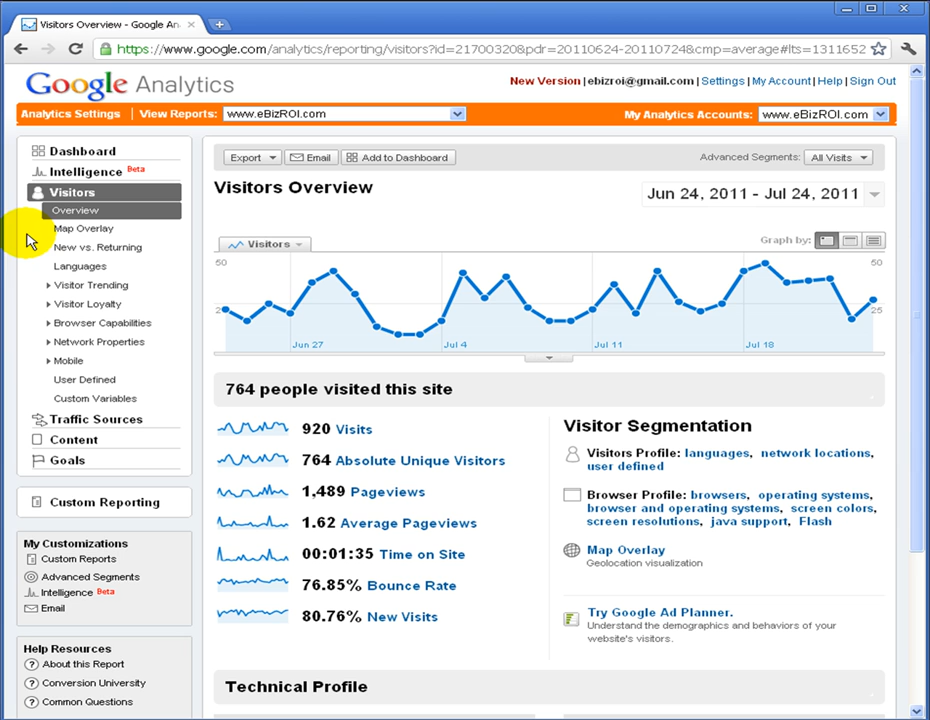 Visitors Overview - Google An
https://www.google.com/analytics/reporting/visitors?id=21700320&pdr=20110624-20110724&cmp=average#lts=1311652
Google Analytics
New Version | ebizroi@gmail.com | Settings | My Account | Help | Sign Out
Analytics Settings | View Reports: www.eBizROI.com My Analytics Accounts: www.eBizROI.com
Dashboard
Intelligence Beta
Visitors
Overview
Map Overlay
New vs. Returning
Languages
Visitor Trending
Visitor Loyalty
Browser Capabilities
Network Properties
Mobile
User Defined
Custom Variables
Traffic Sources
Content
Goals
Custom Reporting
My Customizations
Custom Reports
Advanced Segments
Intelligence Beta
Email
Help Resources
About this Report
Conversion University
Common Questions
Export Email Add to Dashboard Advanced Segments: All Visits
Visitors Overview
Jun 24, 2011 - Jul 24, 2011
Visitors Graph by:
50 50
25
Jun 27 Jul 4 Jul 11 Jul 18
764 people visited this site
920 Visits
764 Absolute Unique Visitors
1,489 Pageviews
1.62 Average Pageviews
00:01:35 Time on Site
76.85% Bounce Rate
80.76% New Visits
Visitor Segmentation
Visitors Profile: languages, network locations,
user defined
Browser Profile: browsers, operating systems,
browser and operating systems, screen colors,
screen resolutions, java support, Flash
Map Overlay
Geolocation visualization
Try Google Ad Planner.
Understand the demographics and behaviors of your
website's visitors.
Technical Profile